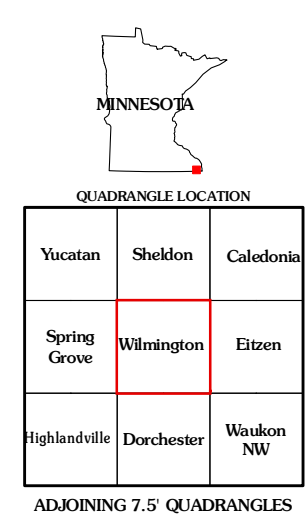 MINNESOTA
QUADRANGLE LOCATION
Yucatan Sheldon Caledonia
Spring
Grove
Wilmington Eitzen
Highlandville Dorchester
Waukon
NW
ADJOINING 7.5' QUADRANGLES